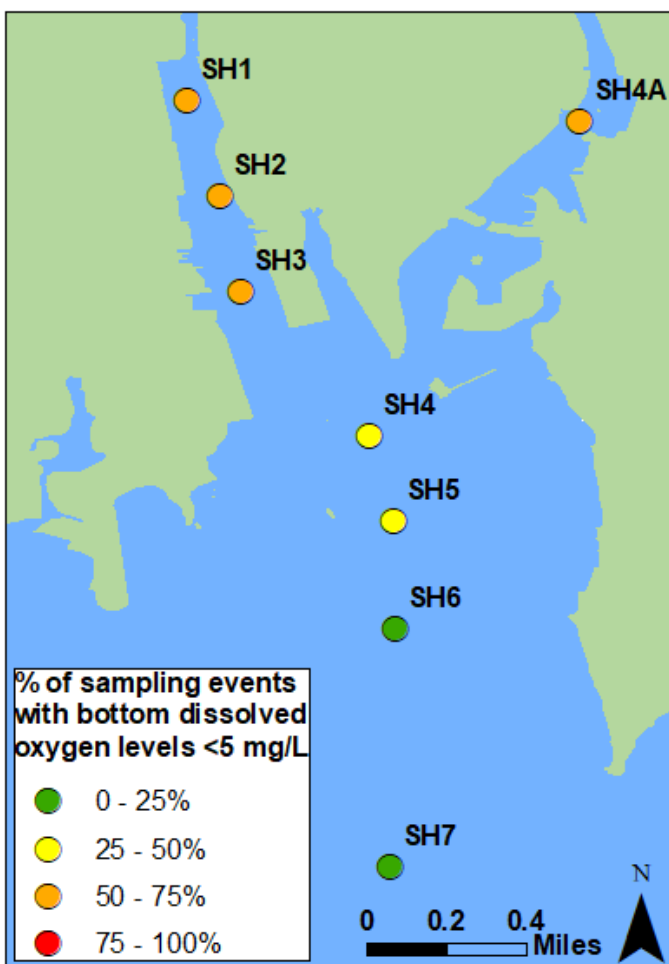 SH1
SH4A
SH2
SH3
SH4
SH5
SH6
% of sampling events
with bottom dissolved
oxygen levels <5 mg/L
0 - 25%
25 - 50%
50 - 75%
75 - 100%
SH7
N
0 0.2 0.4
Miles